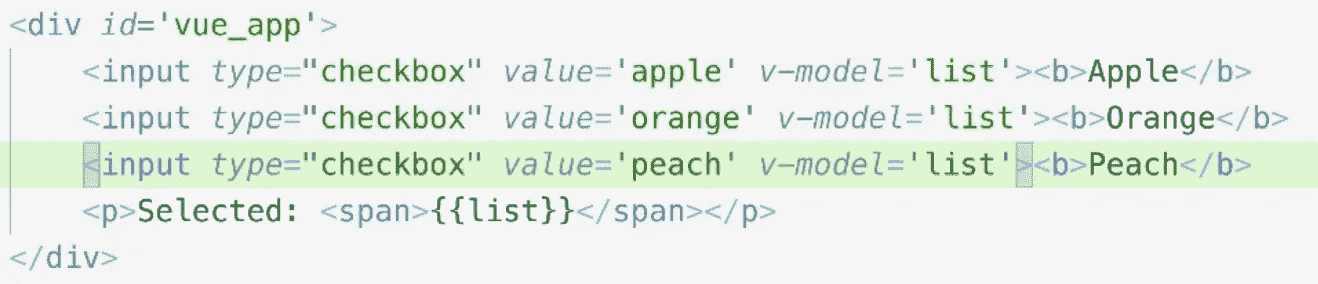 <div id='vue_app'>
    <input type="checkbox" value='apple' v-model='list'><b>Apple</b>
    <input type="checkbox" value='orange' v-model='list'><b>Orange</b>
    <input type="checkbox" value='peach' v-model='list'><b>Peach</b>
    <p>Selected: <span>{{list}}</span></p>
</div>